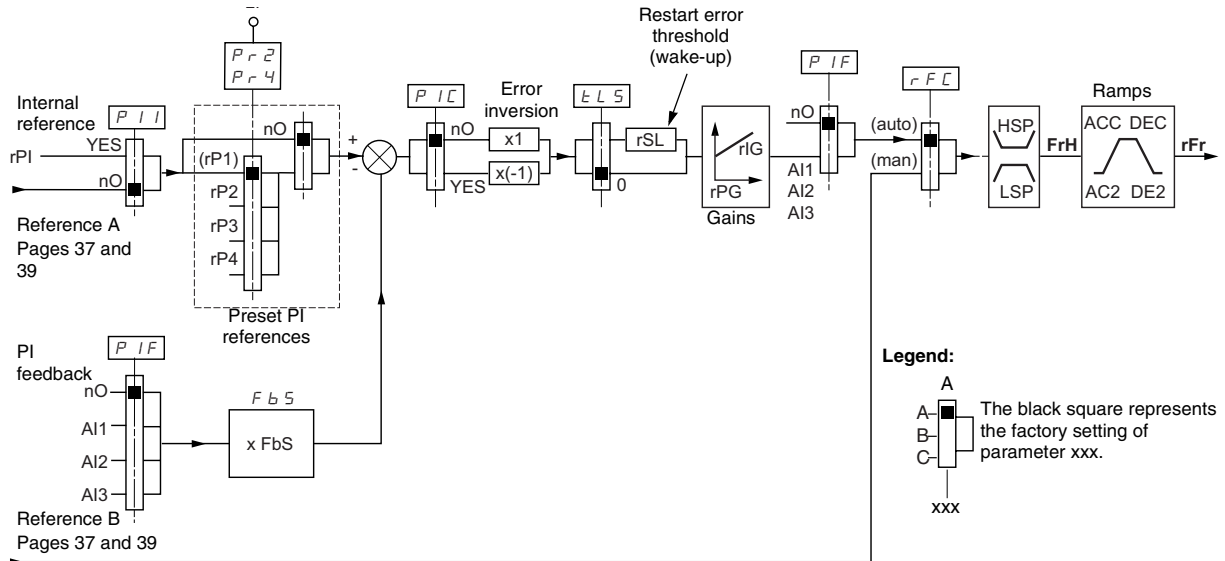 Restart error
threshold
(wake-up)
Pr2
Pr4
Internal
reference
PII
PIC
Error
inversion
tLS
PIF
rFC
Ramps
YES
rPI
nO
nO
(rP1)
rP2
rP3
rP4
+
-
nO
x1
YES
x(-1)
rSL
0
rIG
rPG
Gains
nO
AI1
AI2
AI3
(auto)
(man)
HSP
LSP
FrH
ACC DEC
AC2 DE2
rFr
Reference A
Pages 37 and
39
Preset PI
references
PI
feedback
PIF
nO
AI1
AI2
AI3
FbS
x FbS
Reference B
Pages 37 and 39
Legend:
A
A
B
C
The black square represents
the factory setting of
parameter xxx.
xxx